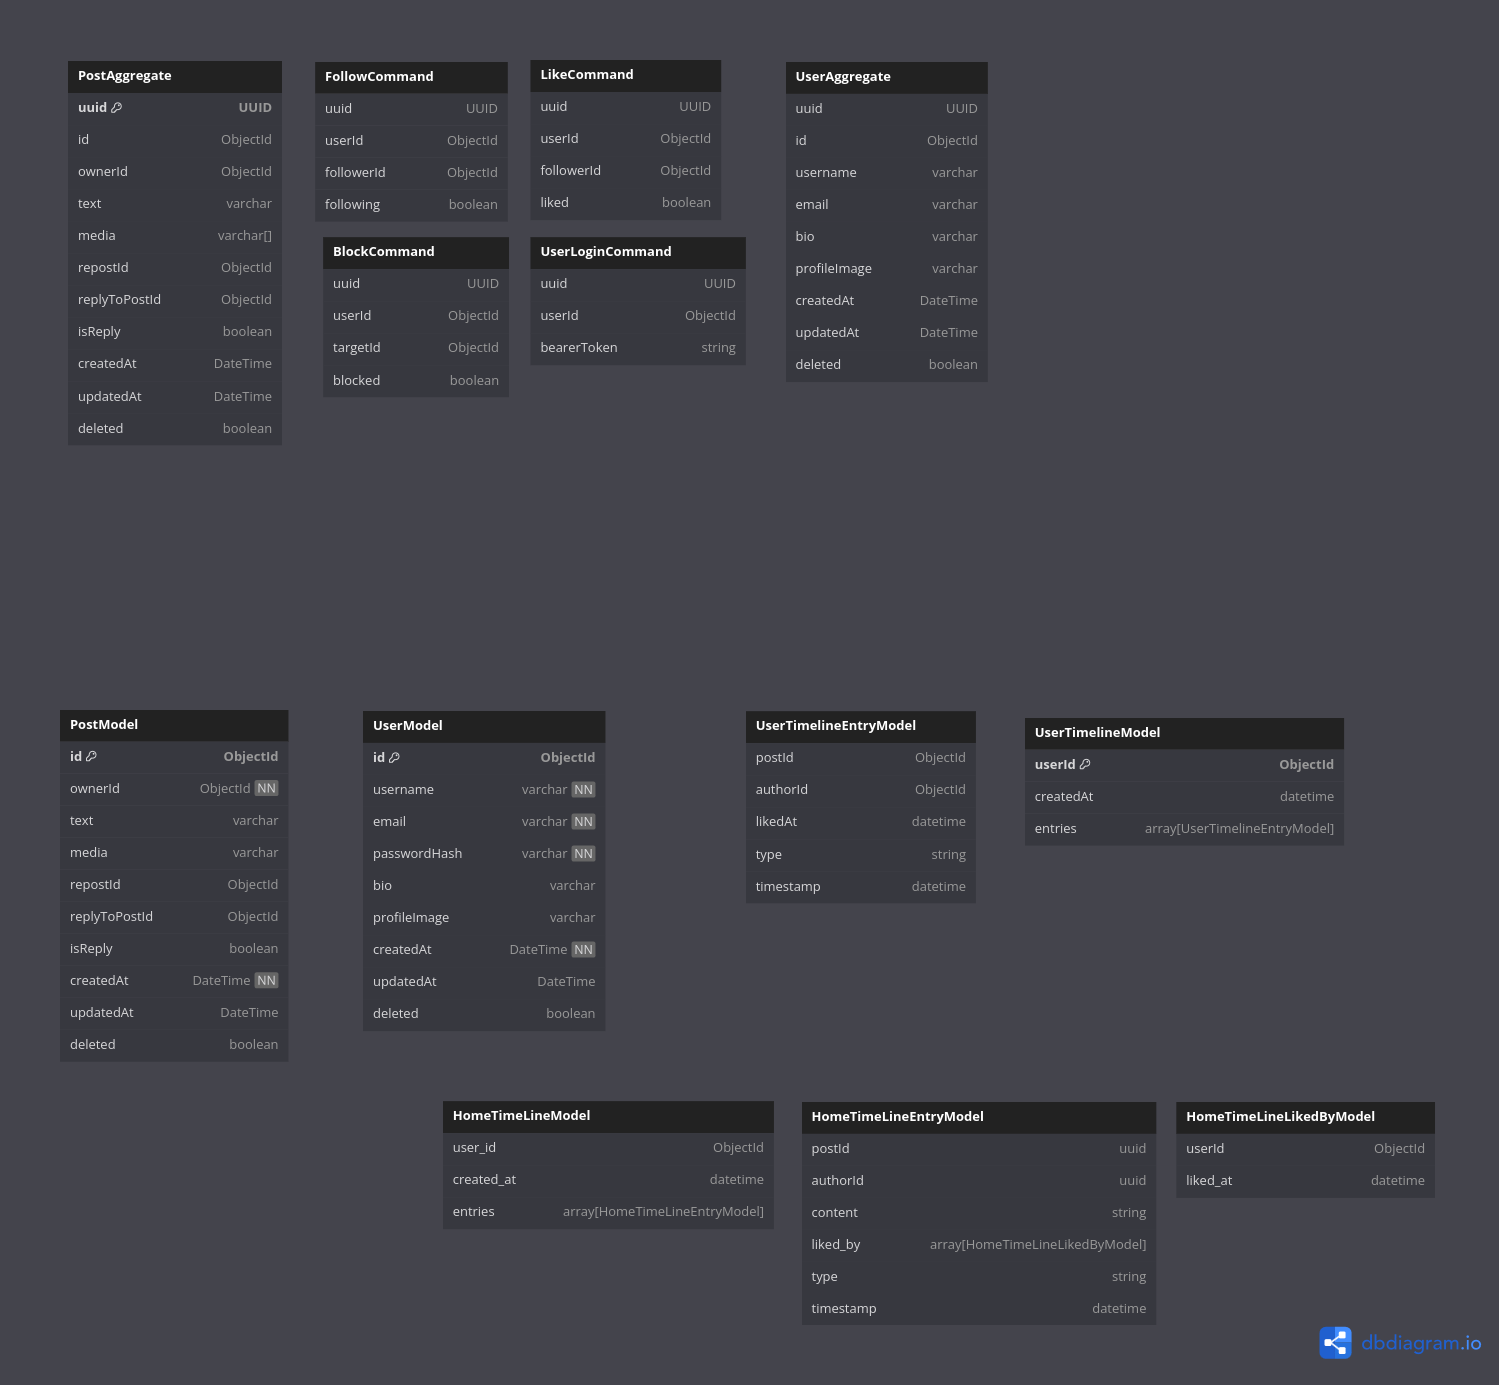 PostAggregate
uuid UUID
id ObjectId
ownerId ObjectId
text varchar
media varchar[]
repostId ObjectId
replyToPostId ObjectId
isReply boolean
createdAt DateTime
updatedAt DateTime
deleted boolean
FollowCommand
uuid UUID
userId ObjectId
followerId ObjectId
following boolean
LikeCommand
uuid UUID
userId ObjectId
followerId ObjectId
liked boolean
BlockCommand
uuid UUID
userId ObjectId
targetId ObjectId
blocked boolean
UserLoginCommand
uuid UUID
userId ObjectId
bearerToken string
UserAggregate
uuid UUID
id ObjectId
username varchar
email varchar
bio varchar
profileImage varchar
createdAt DateTime
updatedAt DateTime
deleted boolean
PostModel
id ObjectId
ownerId ObjectId NN
text varchar
media varchar
repostId ObjectId
replyToPostId ObjectId
isReply boolean
createdAt DateTime NN
updatedAt DateTime
deleted boolean
UserModel
id ObjectId
username varchar NN
email varchar NN
passwordHash varchar NN
bio varchar
profileImage varchar
createdAt DateTime NN
updatedAt DateTime
deleted boolean
UserTimelineEntryModel
postId ObjectId
authorId ObjectId
likedAt datetime
type string
timestamp datetime
UserTimelineModel
userId ObjectId
createdAt datetime
entries array[UserTimelineEntryModel]
HomeTimeLineModel
user_id ObjectId
created_at datetime
entries array[HomeTimeLineEntryModel]
HomeTimeLineEntryModel
postId uuid
authorId uuid
content string
liked_by array[HomeTimeLineLikedByModel]
type string
timestamp datetime
HomeTimeLineLikedByModel
userId ObjectId
liked_at datetime
dbdiagram.io